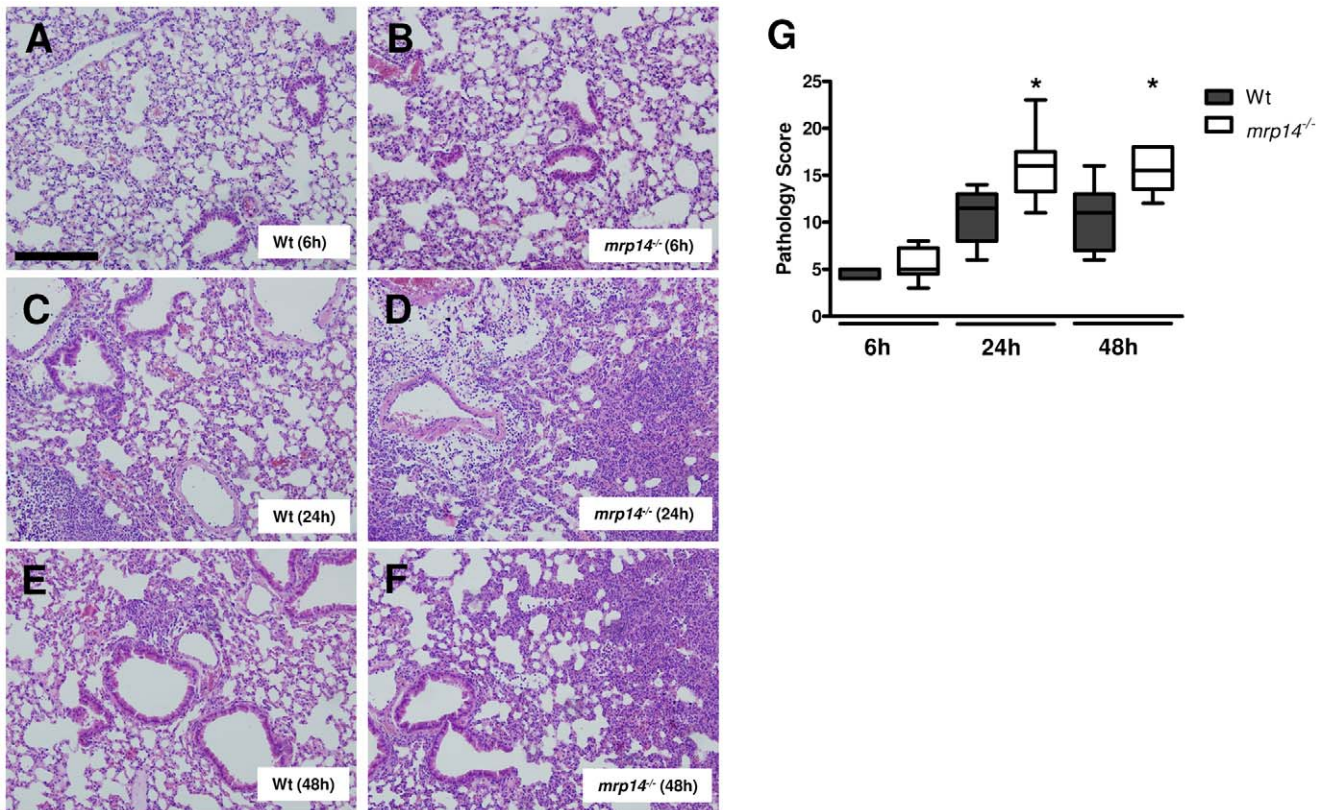 A
Wt (6h)
B
mrp14-/- (6h)
C
Wt (24h)
D
mrp14-/- (24h)
E
Wt (48h)
F
mrp14-/- (48h)
G
Pathology Score
25
20
15
10
5
0
*
*
6h
24h
48h
Wt
mrp14-/-